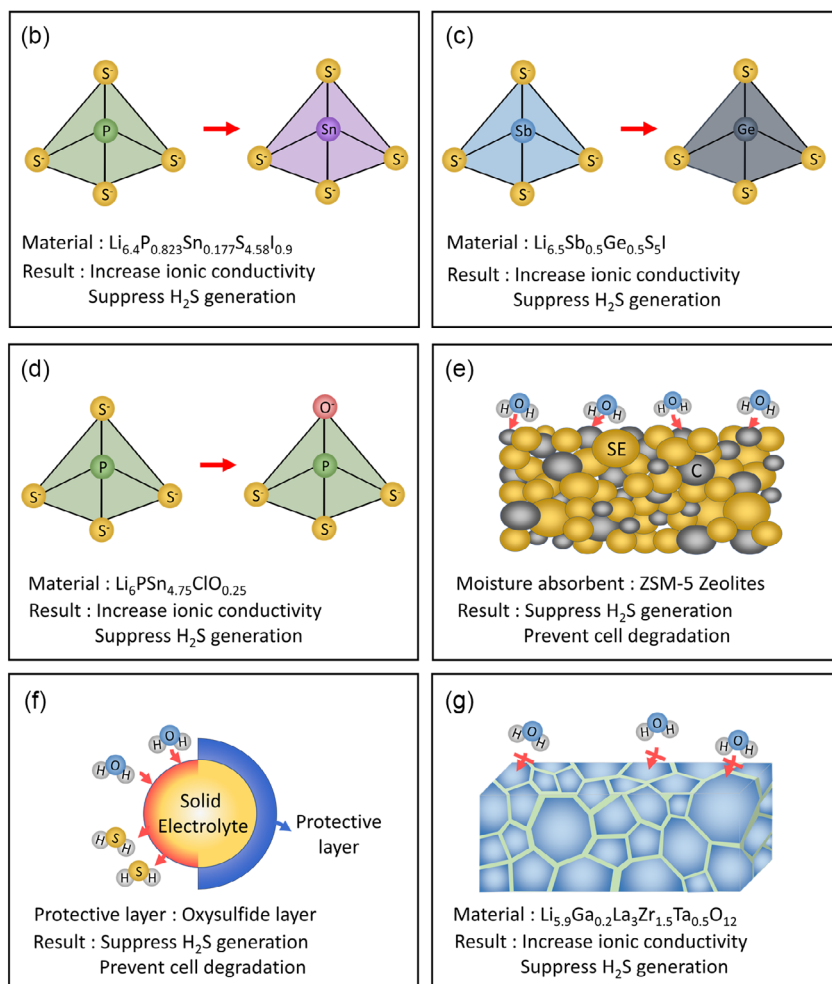 (b)
S⁻
P
S⁻
S⁻
S⁻
S⁻
Sn
S⁻
S⁻
S⁻
Material : Li₆.₄P₀.₈₂₃Sn₀.₁₇₇S₄.₅₈I₀.₉
Result : Increase ionic conductivity
Suppress H₂S generation
(c)
S⁻
Sb
S⁻
S⁻
S⁻
S⁻
Ge
S⁻
S⁻
S⁻
Material : Li₆.₅Sb₀.₅Ge₀.₅S₅I
Result : Increase ionic conductivity
Suppress H₂S generation
(d)
S⁻
P
S⁻
S⁻
S⁻
O⁻
P
S⁻
S⁻
S⁻
Material : Li₆PSn₄.₇₅ClO₀.₂₅
Result : Increase ionic conductivity
Suppress H₂S generation
(e)
H O H
H O H
H O H
H O H
SE
C
Moisture absorbent : ZSM-5 Zeolites
Result : Suppress H₂S generation
Prevent cell degradation
(f)
H O H
H O H
Solid
Electrolyte
H S H
H S H
Protective
layer
Protective layer : Oxysulfide layer
Result : Suppress H₂S generation
Prevent cell degradation
(g)
H O H
H O H
H O H
Material : Li₅.₉Ga₀.₂La₃Zr₁.₅Ta₀.₅O₁₂
Result : Increase ionic conductivity
Suppress H₂S generation